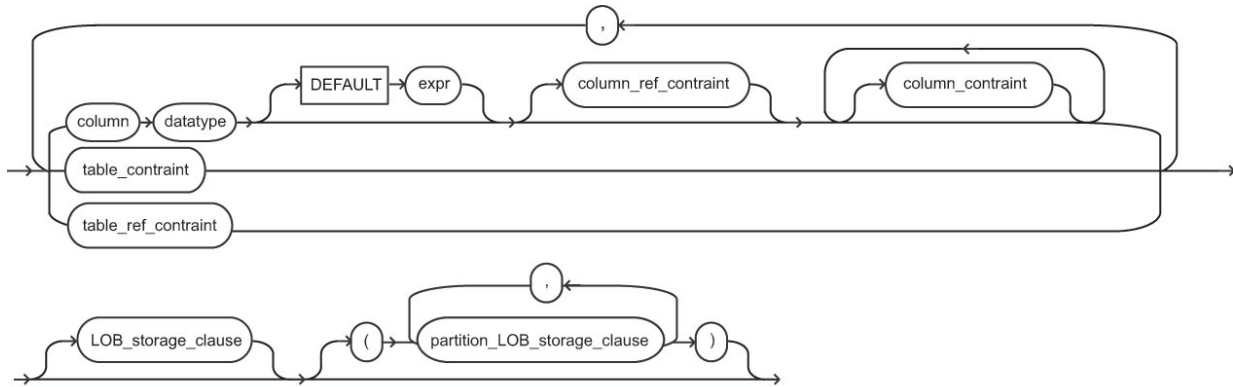 ,
DEFAULT expr column_ref_contraint column_contraint
column datatype
table_contraint
table_ref_contraint
,
LOB_storage_clause ( partition_LOB_storage_clause )